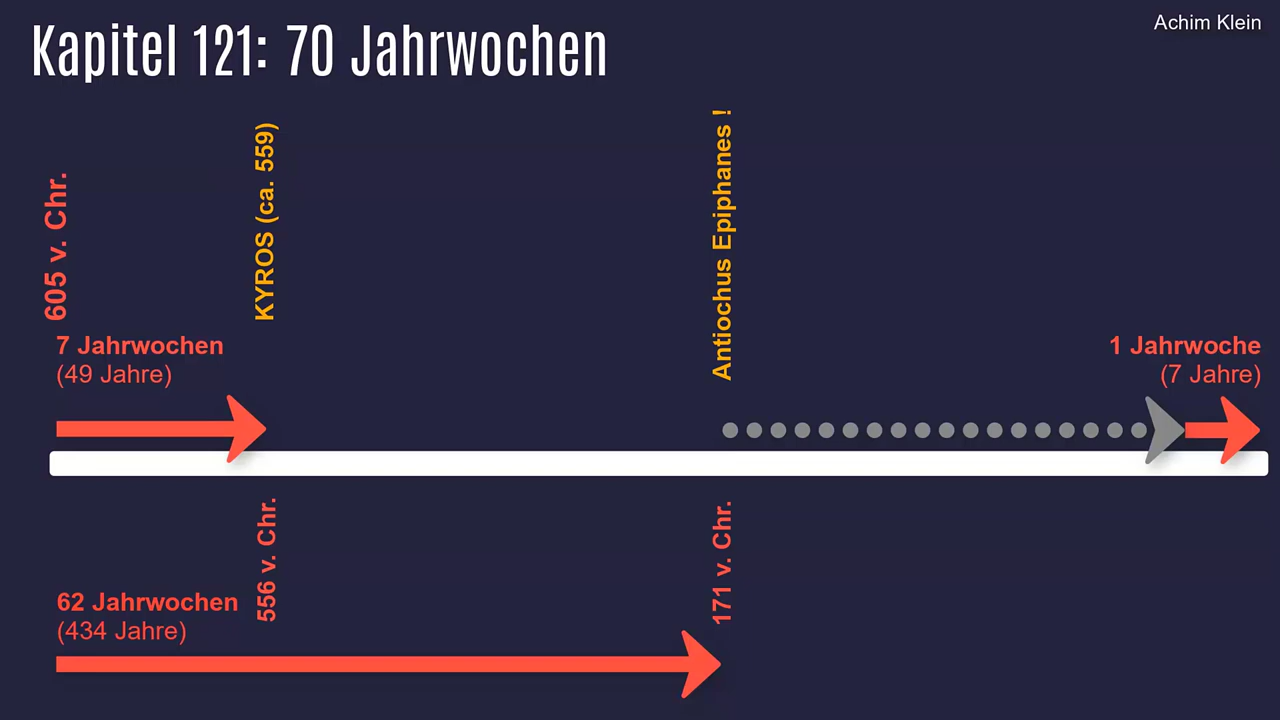 Achim Klein
Kapitel 121: 70 Jahrwochen
605 v. Chr.
KYROS (ca. 559)
Antiochus Epiphanes !
7 Jahrwochen
(49 Jahre)
1 Jahrwoche
(7 Jahre)
556 v. Chr.
171 v. Chr.
62 Jahrwochen
(434 Jahre)